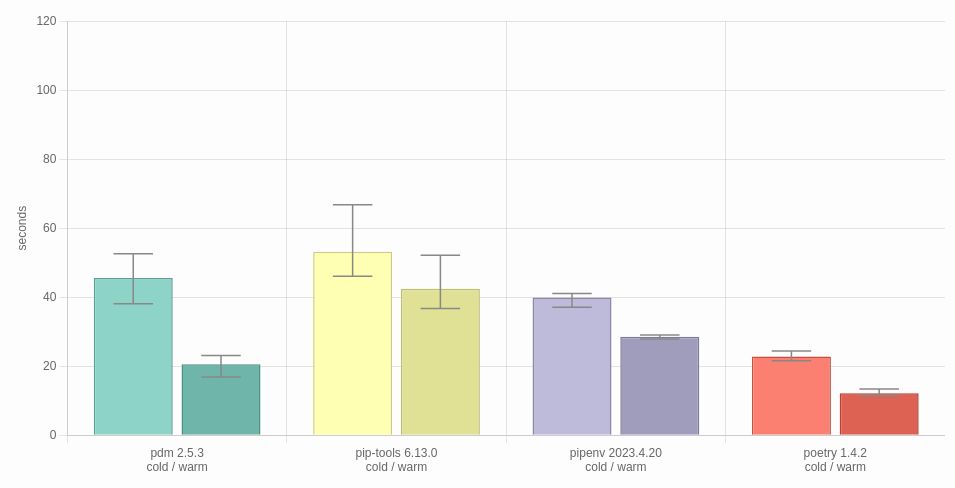 120
100
80
60
40
20
0
seconds
pdm 2.5.3
cold / warm
pip-tools 6.13.0
cold / warm
pipenv 2023.4.20
cold / warm
poetry 1.4.2
cold / warm